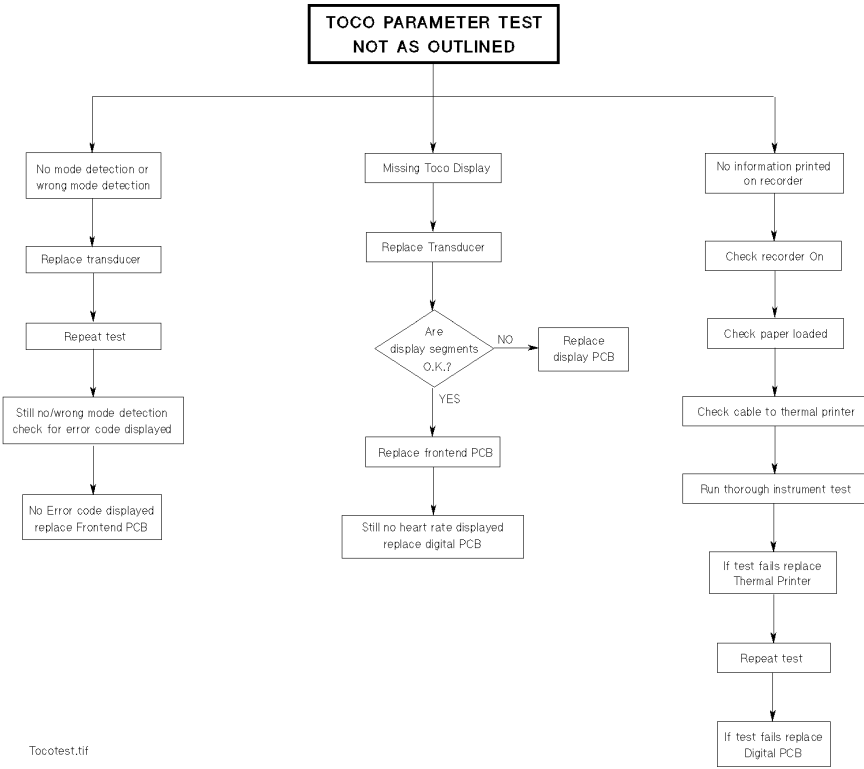 TOCO PARAMETER TEST
NOT AS OUTLINED
No mode detection or
wrong mode detection
Replace transducer
Repeat test
Still no/wrong mode detection
check for error code displayed
No Error code displayed
replace Frontend PCB
Missing Toco Display
Replace Transducer
Are
display segments
O.K.?
NO
Replace
display PCB
YES
Replace frontend PCB
Still no heart rate displayed
replace digital PCB
No information printed
on recorder
Check recorder On
Check paper loaded
Check cable to thermal printer
Run thorough instrument test
If test fails replace
Thermal Printer
Repeat test
If test fails replace
Digital PCB
Tocotest.tif